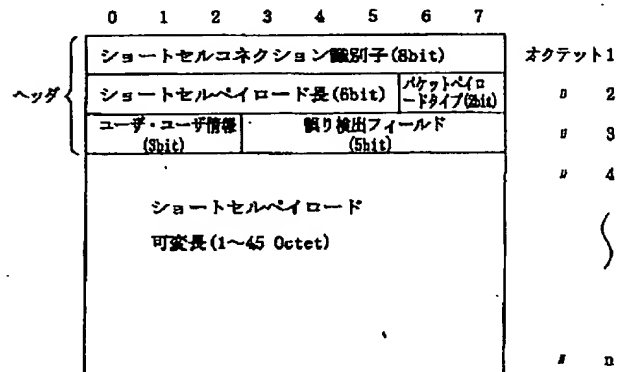 0 1 2 3 4 5 6 7
ショートセルコネクション識別子(8bit) オクテット1
ヘッダ
ショートセルペイロード長(6bit) パケットペイロ
ードタイプ(2bit) 〃 2
ユーザ・ユーザ情報
(3bit) 誤り検出フィールド
(5bit) 〃 3
〃 4
ショートセルペイロード
可変長(1〜45 Octet)
〃 n